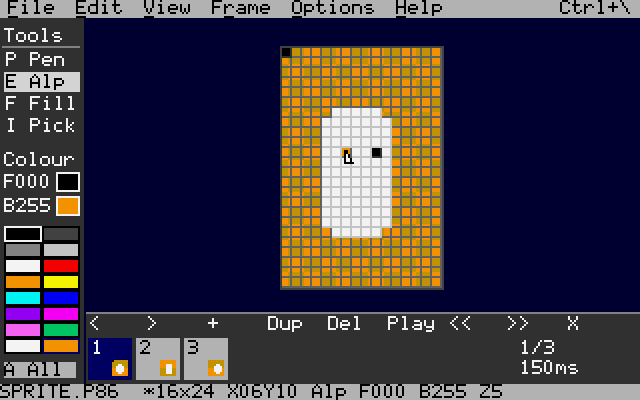 File Edit View Frame Options Help Ctrl+\
Tools
P Pen
E Alp
F Fill
I Pick
Colour
F000
B255
< > + Dup Del Play << >> X
1 2 3 1/3
150ms
A All
SPRITE.P86 *16x24 X06Y10 Alp F000 B255 Z5